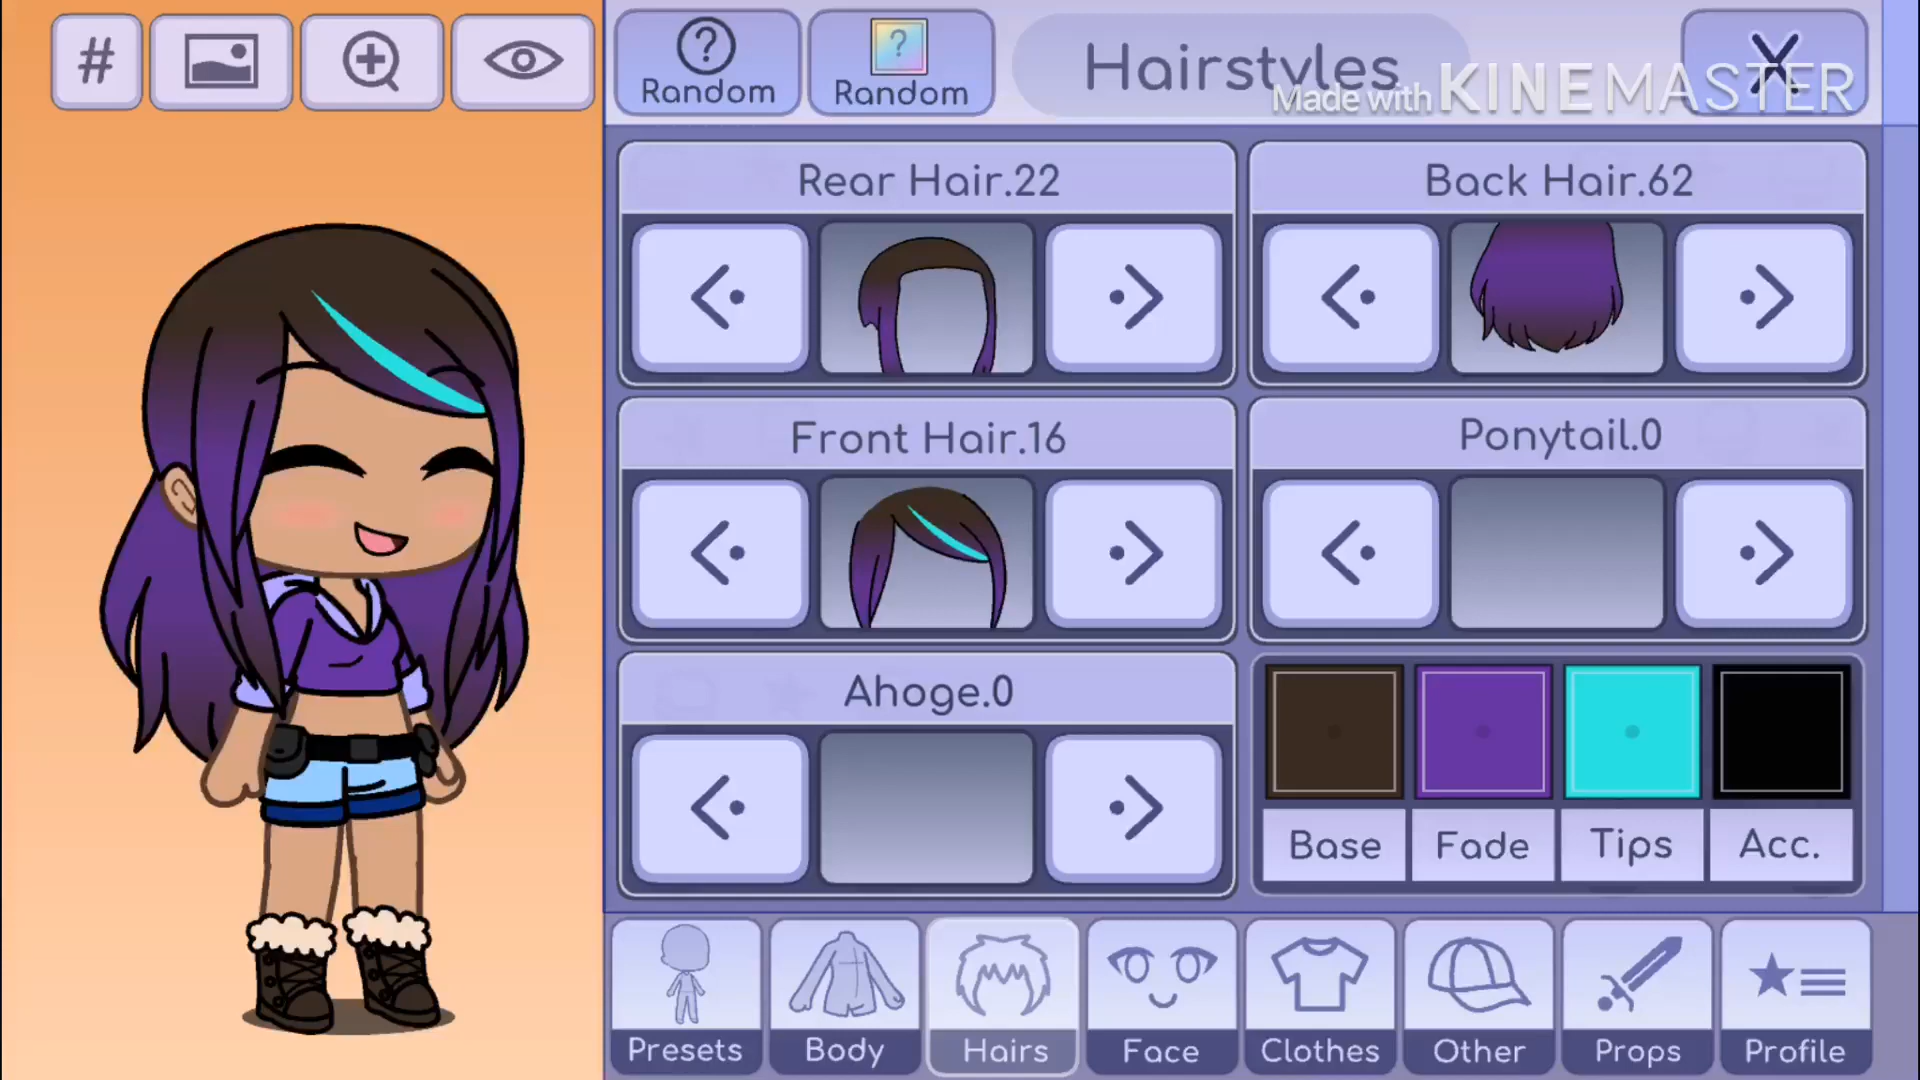 #
? ? Hairstyles X
Random Random
Made with KINEMASTER
Rear Hair.22 Back Hair.62
Front Hair.16 Ponytail.0
Ahoge.0
Base Fade Tips Acc.
Presets Body Hairs Face Clothes Other Props Profile